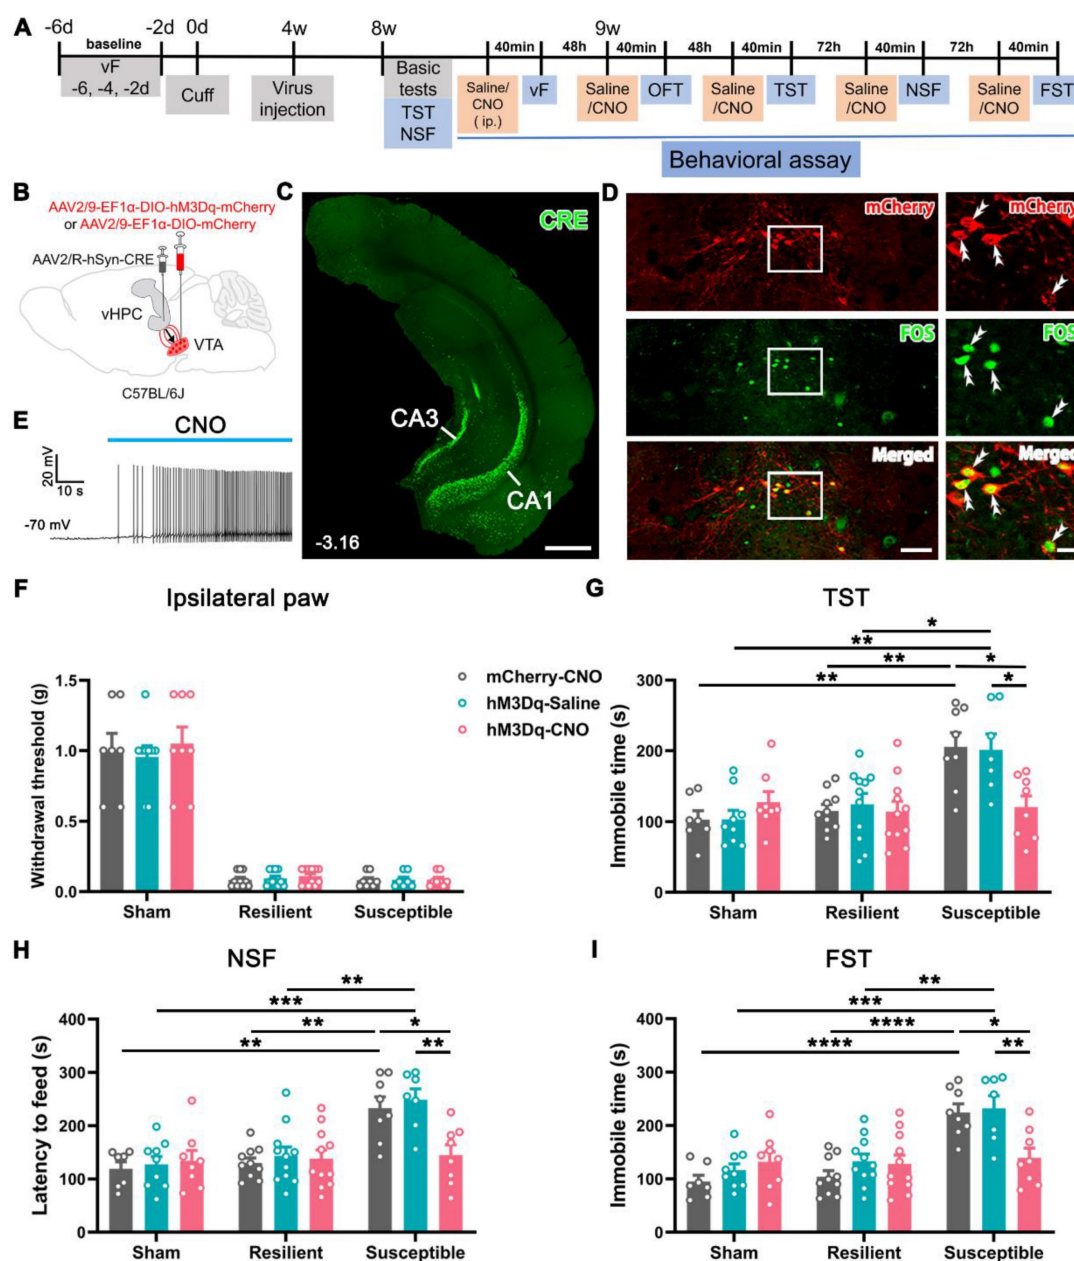 A
-6d -2d 0d 4w 8w 9w
baseline 40min 48h 40min 48h 40min 72h 40min 72h 40min
vF
-6, -4, -2d
Cuff
Virus
injection
Basic
tests
TST
NSF
Saline/
CNO
( ip.)
vF
Saline
/CNO
OFT
Saline
/CNO
TST
Saline
/CNO
NSF
Saline
/CNO
FST
Behavioral assay
B
AAV2/9-EF1α-DIO-hM3Dq-mCherry
or AAV2/9-EF1α-DIO-mCherry
AAV2/R-hSyn-CRE
vHPC
VTA
C57BL/6J
C
CRE
CA3
CA1
-3.16
D
mCherry mCherry
FOS FOS
Merged Merged
E
CNO
20 mV
10 s
-70 mV
F
Ipsilateral paw
Withdrawal threshold (g)
1.5
1.0
0.5
0.0
Sham Resilient Susceptible
mCherry-CNO
hM3Dq-Saline
hM3Dq-CNO
G
TST
*
**
** *
** *
Immobile time (s)
300
200
100
0
Sham Resilient Susceptible
H
NSF
**
***
** *
** **
Latency to feed (s)
400
300
200
100
0
Sham Resilient Susceptible
I
FST
**
***
**** *
**** **
Immobile time (s)
400
300
200
100
0
Sham Resilient Susceptible